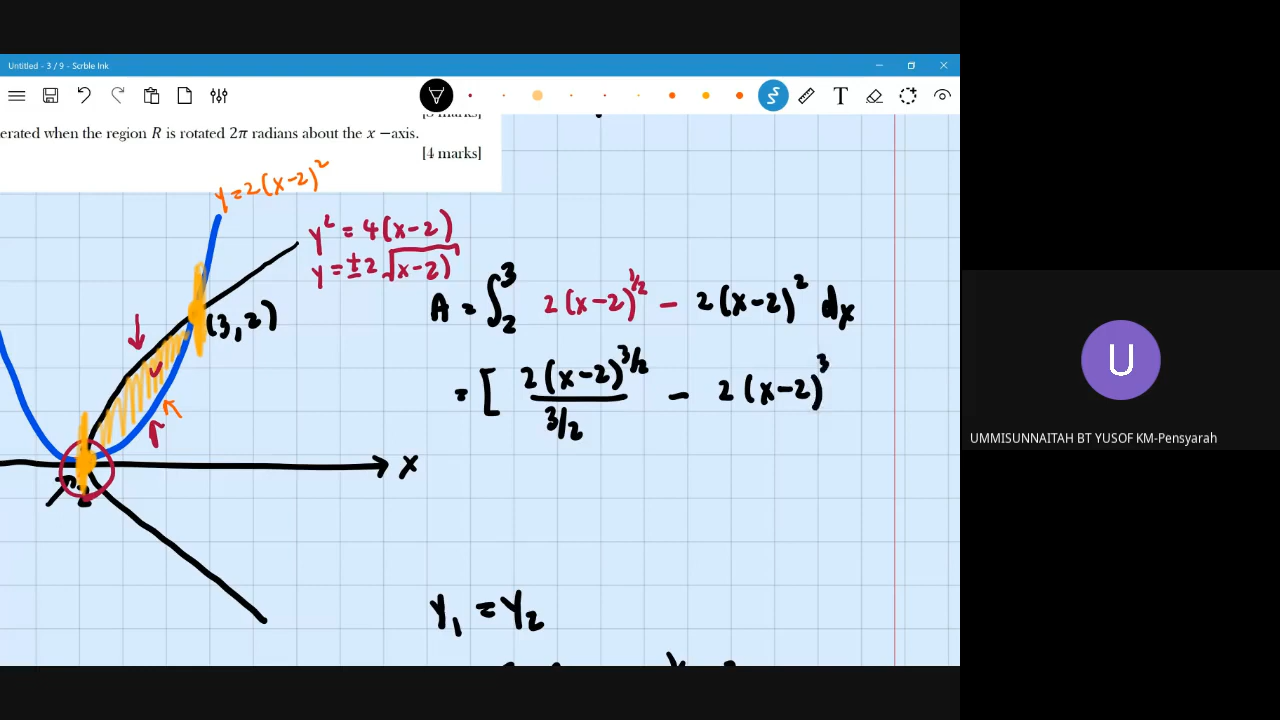 Untitled - 3 / 9 - Scrble Ink
erated when the region R is rotated 2π radians about the x −axis.
[4 marks]
y = 2(x-2)²
y² = 4(x-2)
y = ±2√(x-2)
(3, 2)
x
A = ∫₂³ 2(x-2)^½ - 2(x-2)² dx
= [ 2(x-2)^3/2 / 3/2 - 2(x-2)³
Y₁ = Y₂
U
UMMISUNNAITAH BT YUSOF KM-Pensyarah